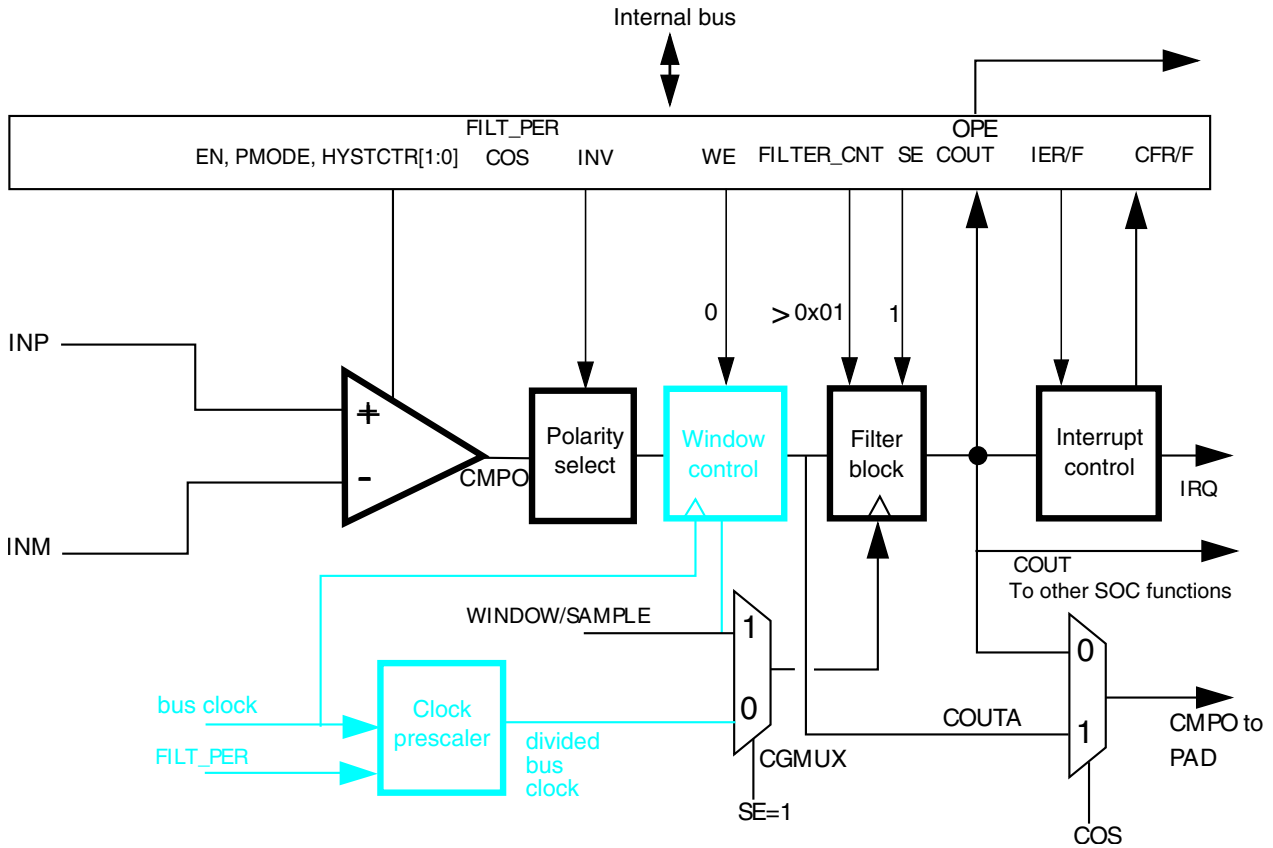 Internal bus
FILT_PER
OPE
EN, PMODE, HYSTCTR[1:0] COS INV WE FILTER_CNT SE COUT IER/F CFR/F
0 > 0x01 1
INP
INM
+
-
CMPO
Polarity
select
Window
control
Filter
block
Interrupt
control
IRQ
COUT
To other SOC functions
WINDOW/SAMPLE
1
0
bus clock
FILT_PER
Clock
prescaler
divided
bus
clock
CGMUX
SE=1
COUTA
0
1
CMPO to
PAD
COS